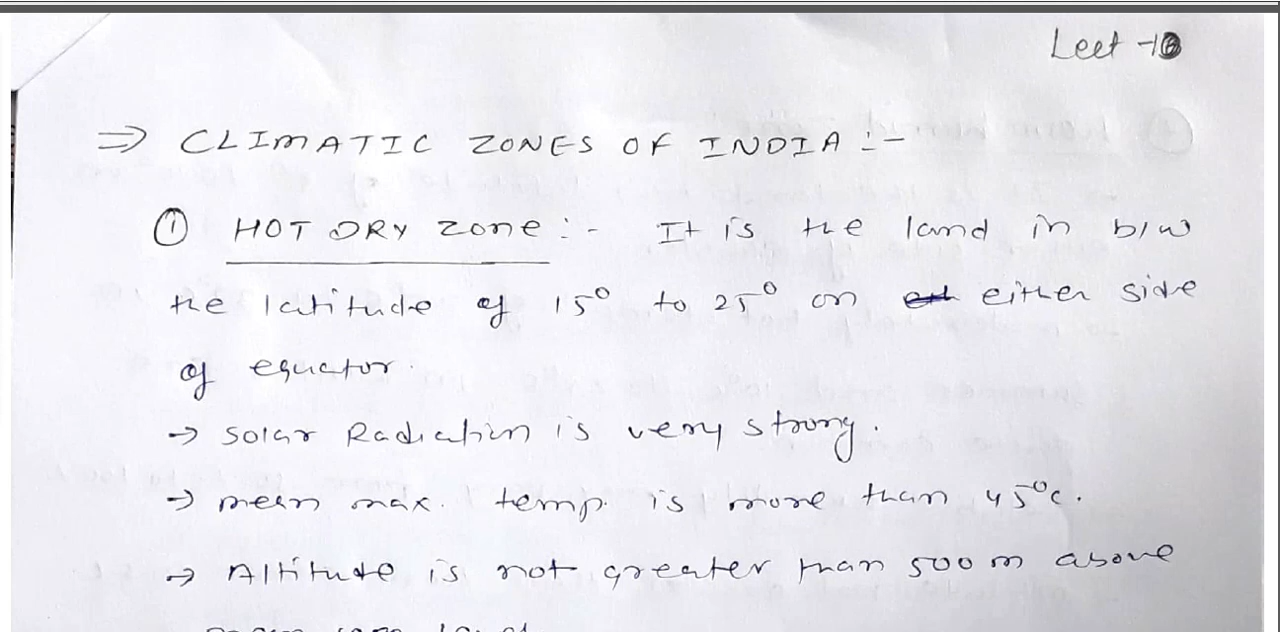 Lect -10
⇒ CLIMATIC ZONES OF INDIA :-
① HOT DRY zone :- It is the land in b/w
the latitude of 15° to 25° on either side
of equator.
→ Solar Radiation is very strong.
→ mean max. temp. is more than 45°c.
→ Altitude is not greater than 500 m above